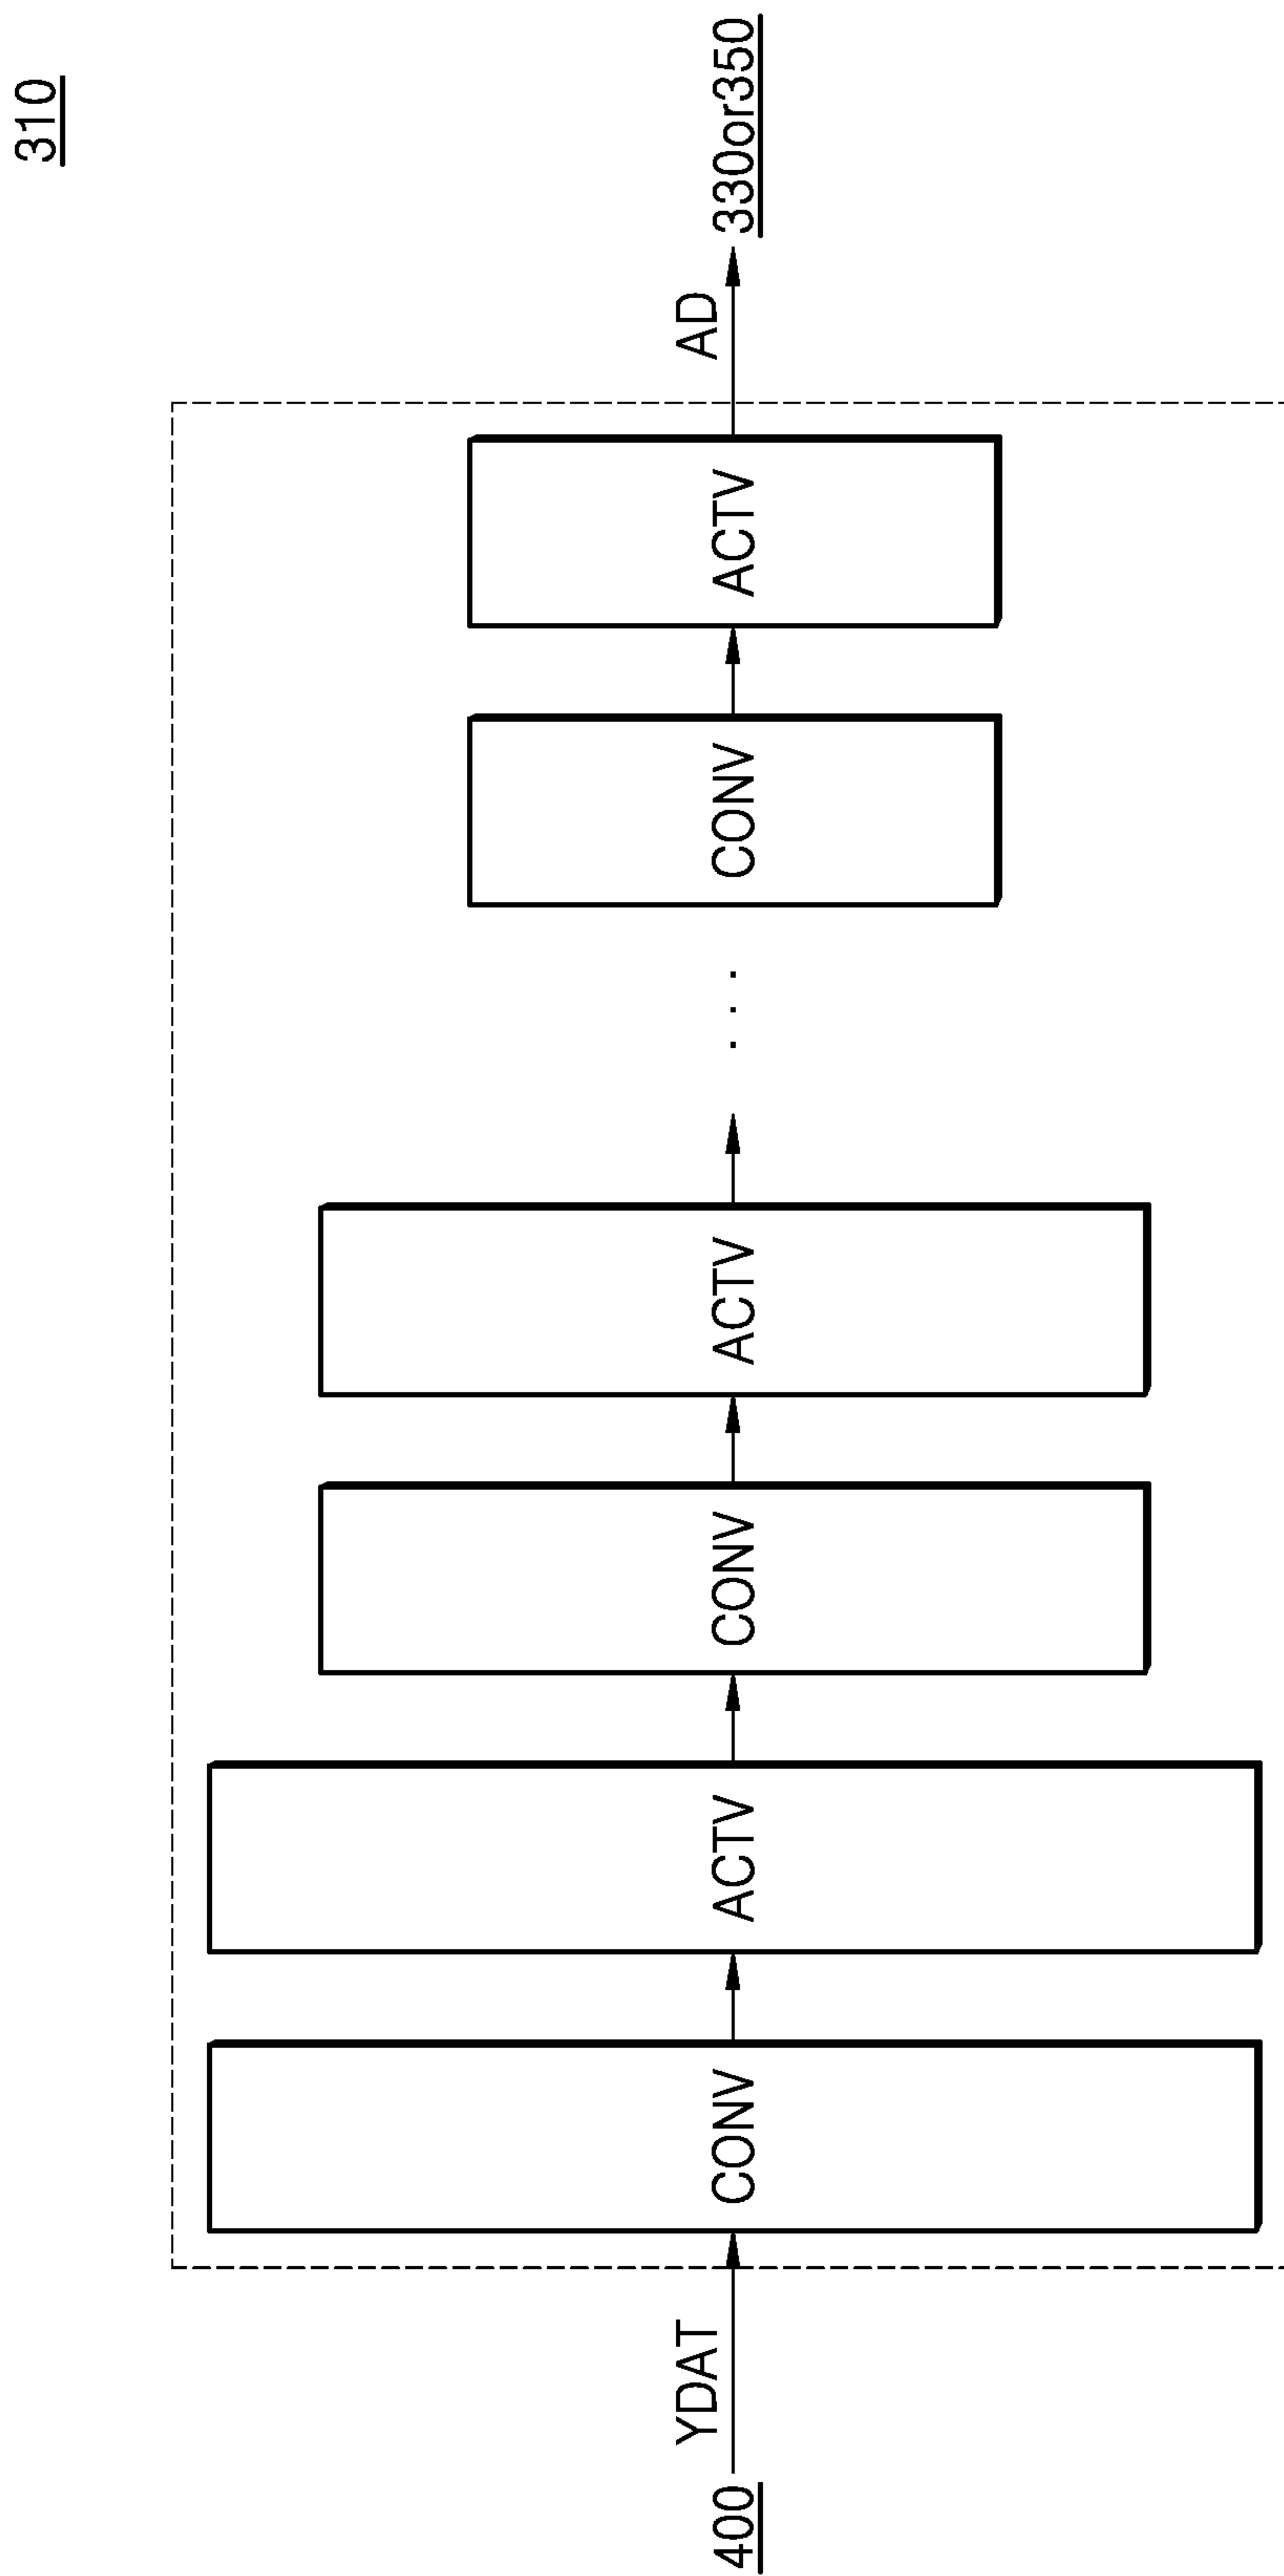 310
400
YDAT
CONV
ACTV
CONV
ACTV
. . .
CONV
ACTV
AD
330or350